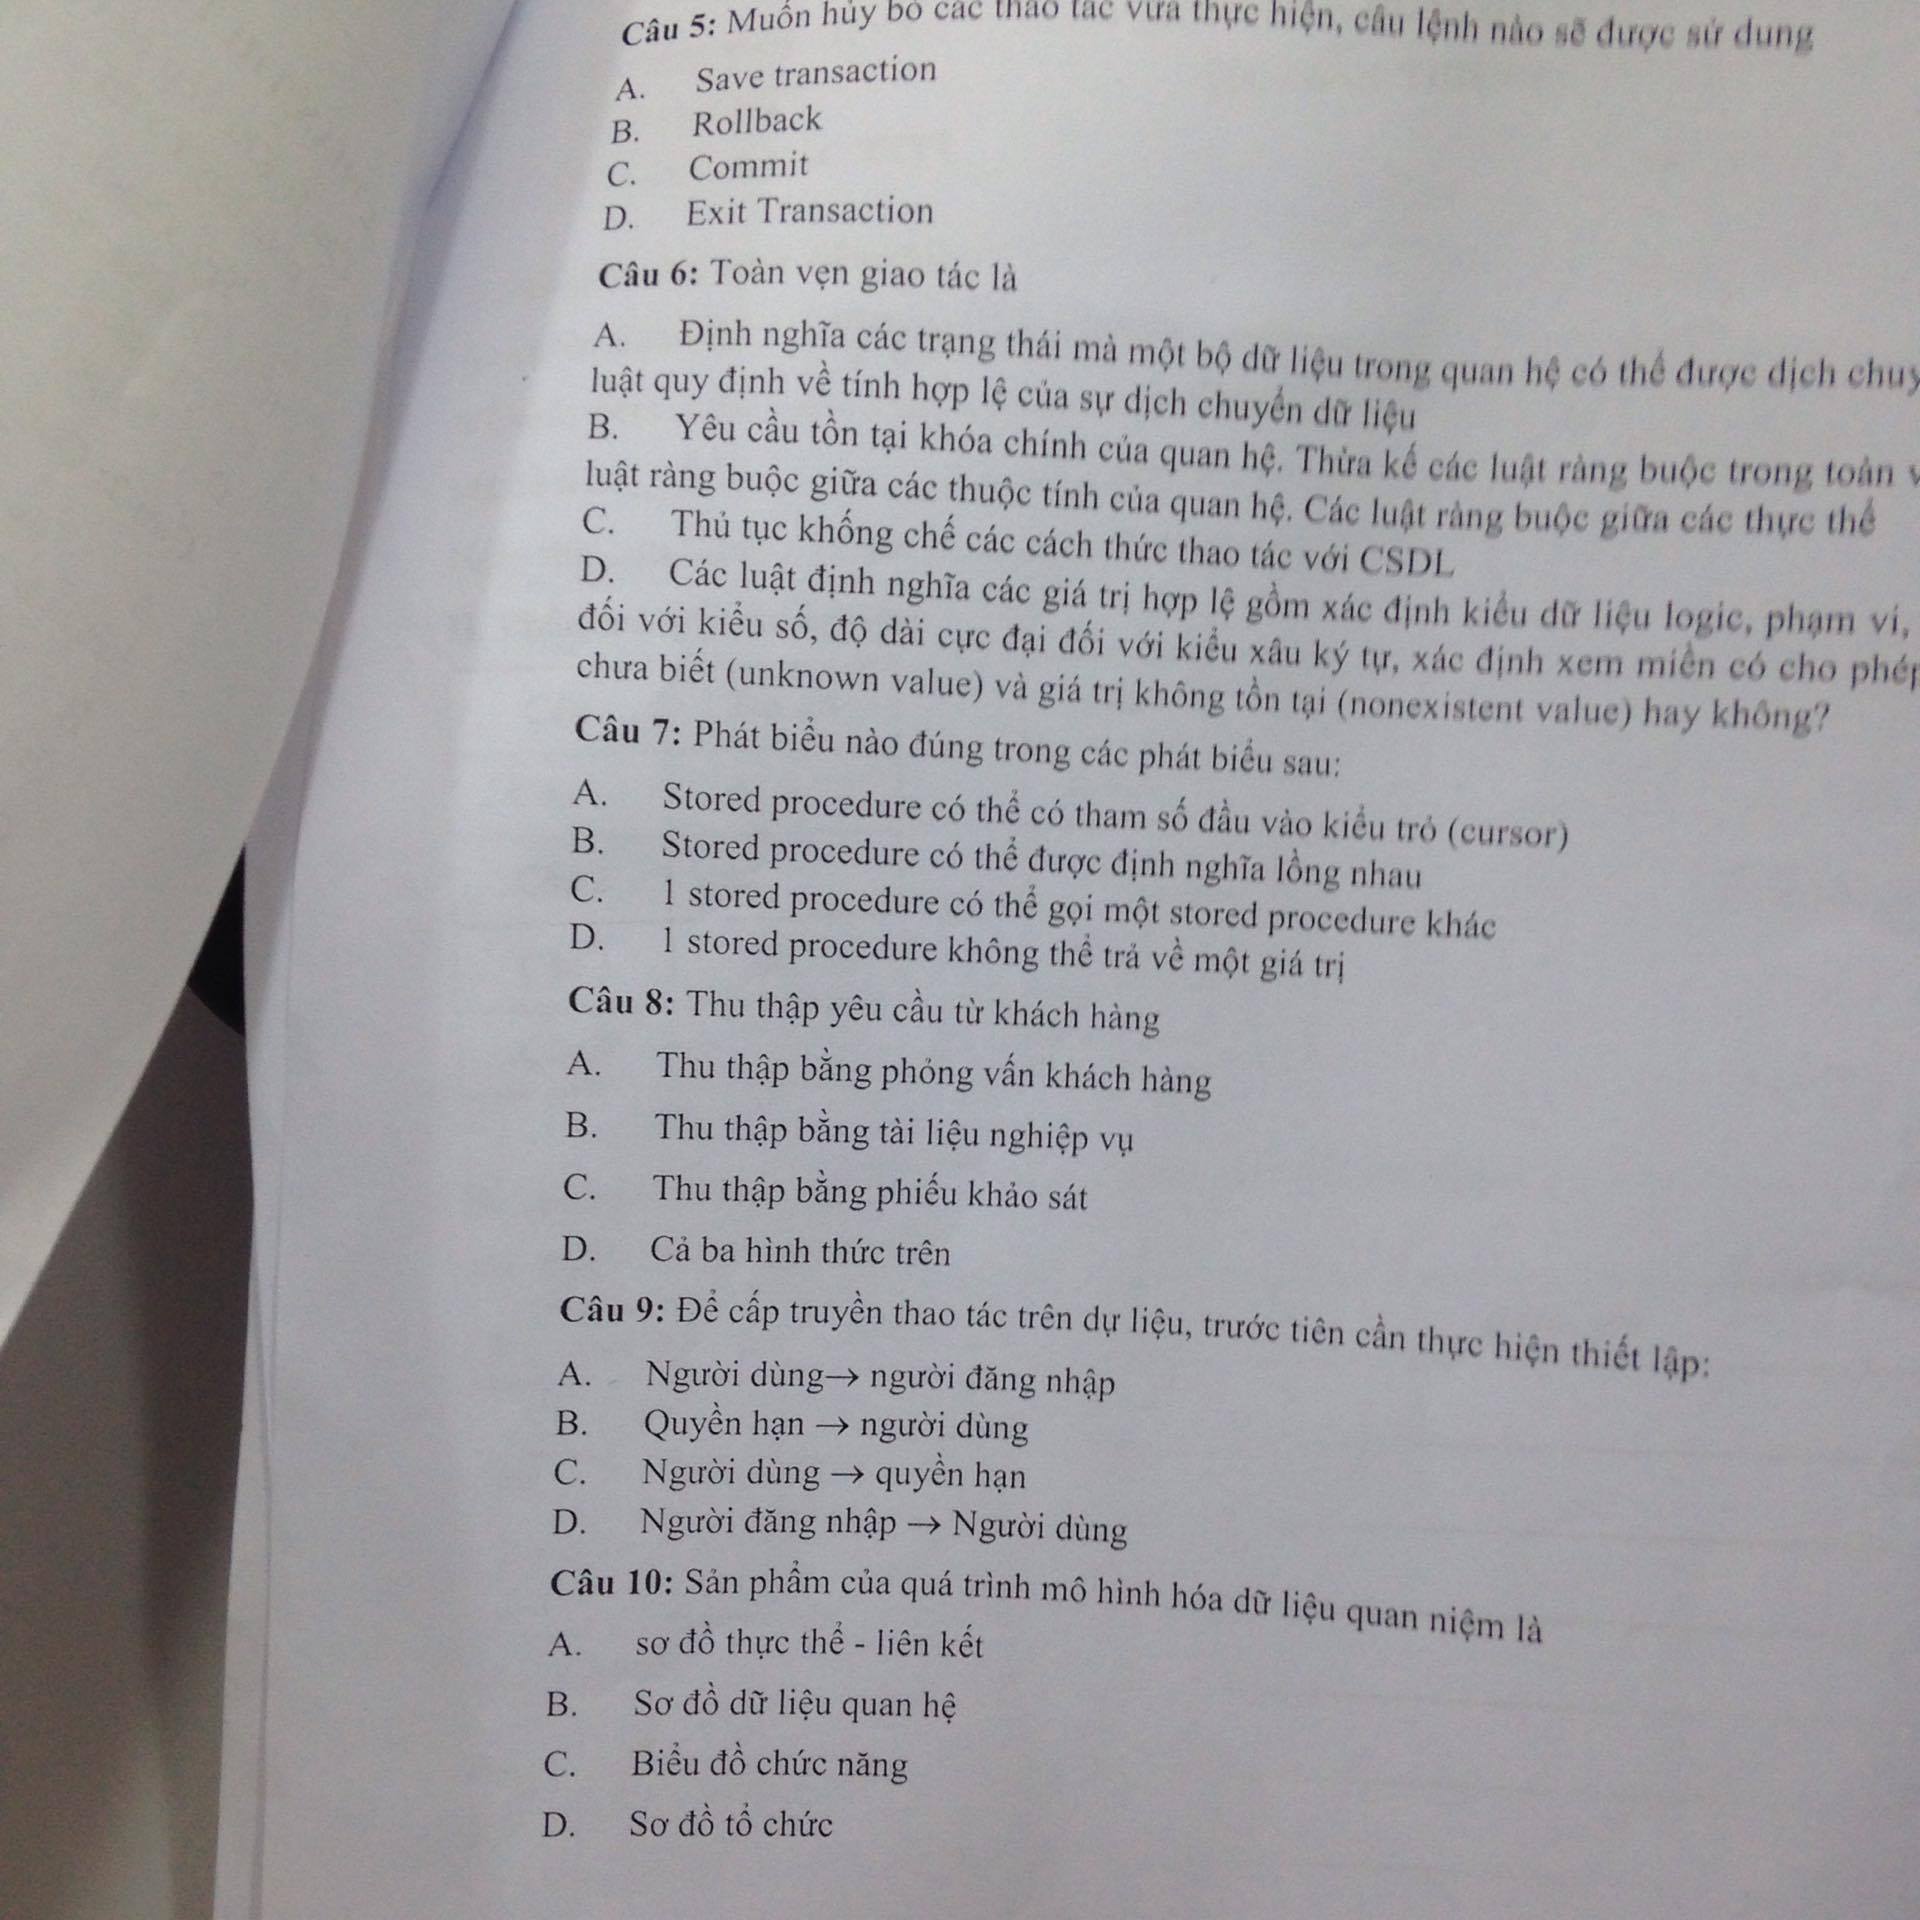 Câu 5: Muốn hủy bỏ các thao tác vừa thực hiện, câu lệnh nào sẽ được sử dung
A. Save transaction
B. Rollback
C. Commit
D. Exit Transaction
Câu 6: Toàn vẹn giao tác là
A. Định nghĩa các trạng thái mà một bộ dữ liệu trong quan hệ có thể được dịch
luật quy định về tính hợp lệ của sự dịch chuyển dữ liệu
B. Yêu cầu tồn tại khóa chính của quan hệ. Thừa kế các luật ràng buộc trong toàn
luật ràng buộc giữa các thuộc tính của quan hệ. Các luật ràng buộc giữa các thực thể
C. Thủ tục khống chế các cách thức thao tác với CSDL
D. Các luật định nghĩa các giá trị hợp lệ gồm xác định kiểu dữ liệu logic, phạm vi,
đối với kiểu số, độ dài cực đại đối với kiểu xâu ký tự, xác định xem miền có cho
chưa biết (unknown value) và giá trị không tồn tại (nonexistent value) hay không?
Câu 7: Phát biểu nào đúng trong các phát biểu sau:
A. Stored procedure có thể có tham số đầu vào kiểu trỏ (cursor)
B. Stored procedure có thể được định nghĩa lồng nhau
C. 1 stored procedure có thể gọi một stored procedure khác
D. 1 stored procedure không thể trả về một giá trị
Câu 8: Thu thập yêu cầu từ khách hàng
A. Thu thập bằng phỏng vấn khách hàng
B. Thu thập bằng tài liệu nghiệp vụ
C. Thu thập bằng phiếu khảo sát
D. Cả ba hình thức trên
Câu 9: Để cấp truyền thao tác trên dự liệu, trước tiên cần thực hiện thiết lập:
A. Người dùng→ người đăng nhập
B. Quyền hạn → người dùng
C. Người dùng → quyền hạn
D. Người đăng nhập → Người dùng
Câu 10: Sản phẩm của quá trình mô hình hóa dữ liệu quan niệm là
A. sơ đồ thực thể - liên kết
B. Sơ đồ dữ liệu quan hệ
C. Biểu đồ chức năng
D. Sơ đồ tổ chức